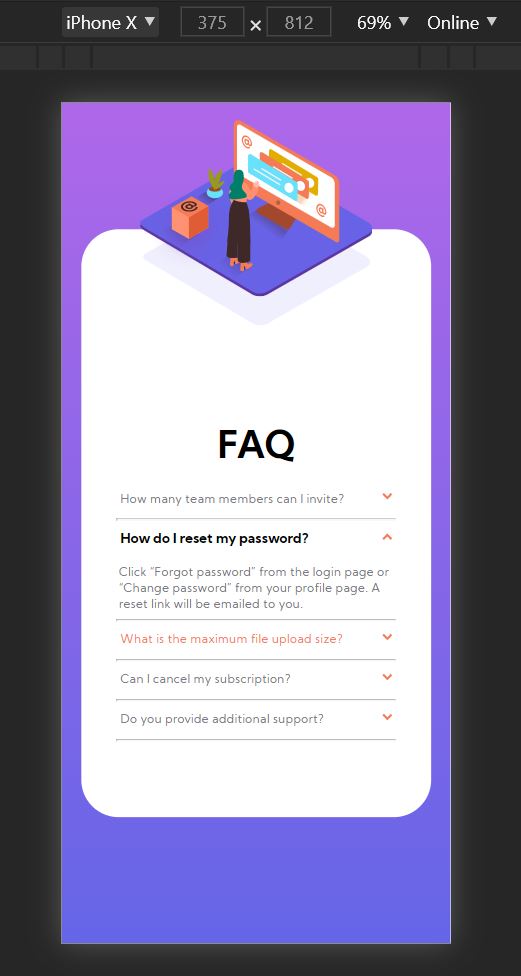 iPhone X ▼ 375 × 812 69% ▼ Online ▼
@
@
@
FAQ
How many team members can I invite?
How do I reset my password?
Click “Forgot password” from the login page or
“Change password” from your profile page. A
reset link will be emailed to you.
What is the maximum file upload size?
Can I cancel my subscription?
Do you provide additional support?